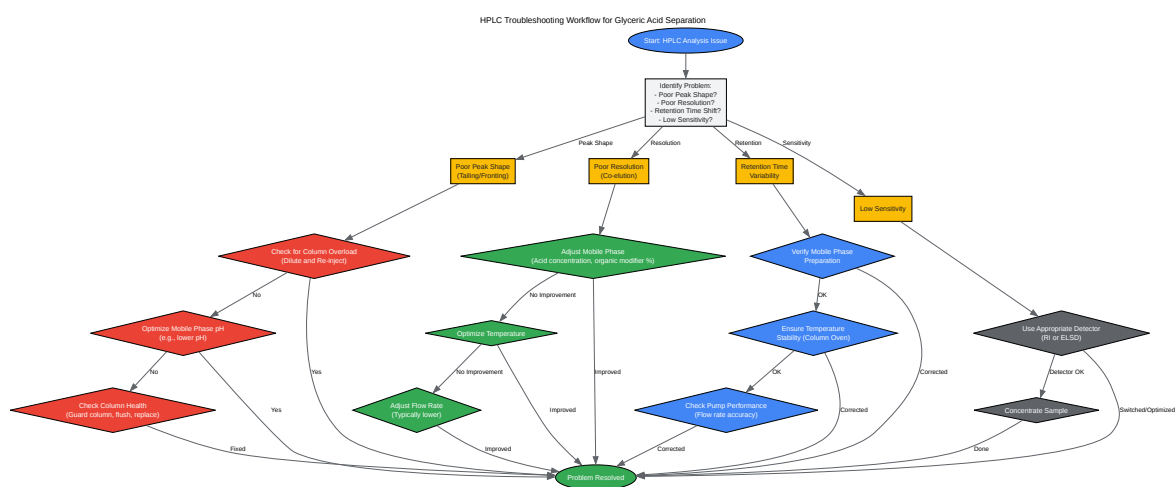 HPLC Troubleshooting Workflow for Glyceric Acid Separation
Start: HPLC Analysis Issue
Identify Problem:
- Poor Peak Shape?
- Poor Resolution?
- Retention Time Shift?
- Low Sensitivity?
Peak Shape
Resolution
Retention
Sensitivity
Poor Peak Shape
(Tailing/Fronting)
Poor Resolution
(Co-elution)
Retention Time
Variability
Low Sensitivity
Check for Column Overload
(Dilute and Re-inject)
Adjust Mobile Phase
(Acid concentration, organic modifier %)
Verify Mobile Phase
Preparation
No
No Improvement
OK
Optimize Mobile Phase pH
(e.g., lower pH)
Optimize Temperature
Ensure Temperature
Stability (Column Oven)
Use Appropriate Detector
(RI or ELSD)
No
Yes
No Improvement
Improved
OK
Corrected
Detector OK
Check Column Health
(Guard column, flush, replace)
Yes
Adjust Flow Rate
(Typically lower)
Improved
Check Pump Performance
(Flow rate accuracy)
Corrected
Concentrate Sample
Switched/Optimized
Fixed
Improved
Corrected
Done
Problem Resolved